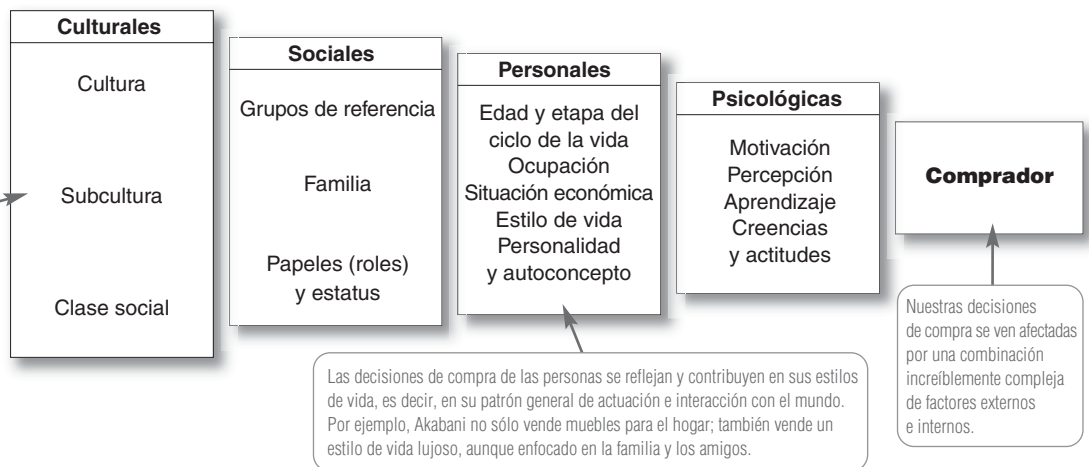 Culturales
Cultura
Subcultura
Clase social
Sociales
Grupos de referencia
Familia
Papeles (roles)
y estatus
Personales
Edad y etapa del
ciclo de la vida
Ocupación
Situación económica
Estilo de vida
Personalidad
y autoconcepto
Psicológicas
Motivación
Percepción
Aprendizaje
Creencias
y actitudes
Comprador
Las decisiones de compra de las personas se reflejan y contribuyen en sus estilos
de vida, es decir, en su patrón general de actuación e interacción con el mundo.
Por ejemplo, Akabani no sólo vende muebles para el hogar; también vende un
estilo de vida lujoso, aunque enfocado en la familia y los amigos.
Nuestras decisiones
de compra se ven afectadas
por una combinación
increíblemente compleja
de factores externos
e internos.